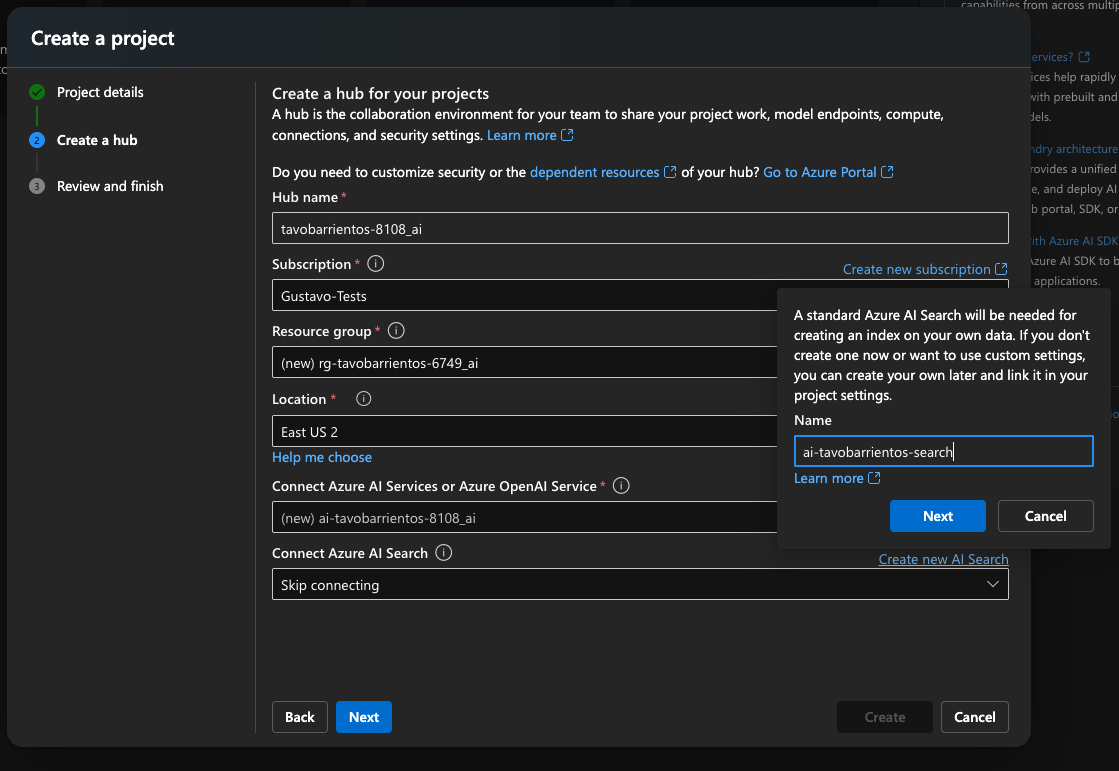 capabilities from across multip
Create a project
Project details
2
Create a hub
3
Review and finish
Create a hub for your projects
A hub is the collaboration environment for your team to share your project work, model endpoints, compute,
connections, and security settings. Learn more
Do you need to customize security or the dependent resources of your hub? Go to Azure Portal
Hub name *
tavobarrientos-8108_ai
Subscription *
Create new subscription
Gustavo-Tests
Resource group *
(new) rg-tavobarrientos-6749_ai
Location *
East US 2
Help me choose
Connect Azure AI Services or Azure OpenAI Service *
(new) ai-tavobarrientos-8108_ai
Connect Azure AI Search
Create new AI Search
Skip connecting
Back
Next
Create
Cancel
A standard Azure AI Search will be needed for
creating an index on your own data. If you don't
create one now or want to use custom settings,
you can create your own later and link it in your
project settings.
Name
ai-tavobarrientos-search
Learn more
Next
Cancel
ervices?
ices help rapidly
with prebuilt and
dels.
ndry architecture
rovides a unified
e, and deploy AI
b portal, SDK, or
with Azure AI SDK
Azure AI SDK to b
applications.